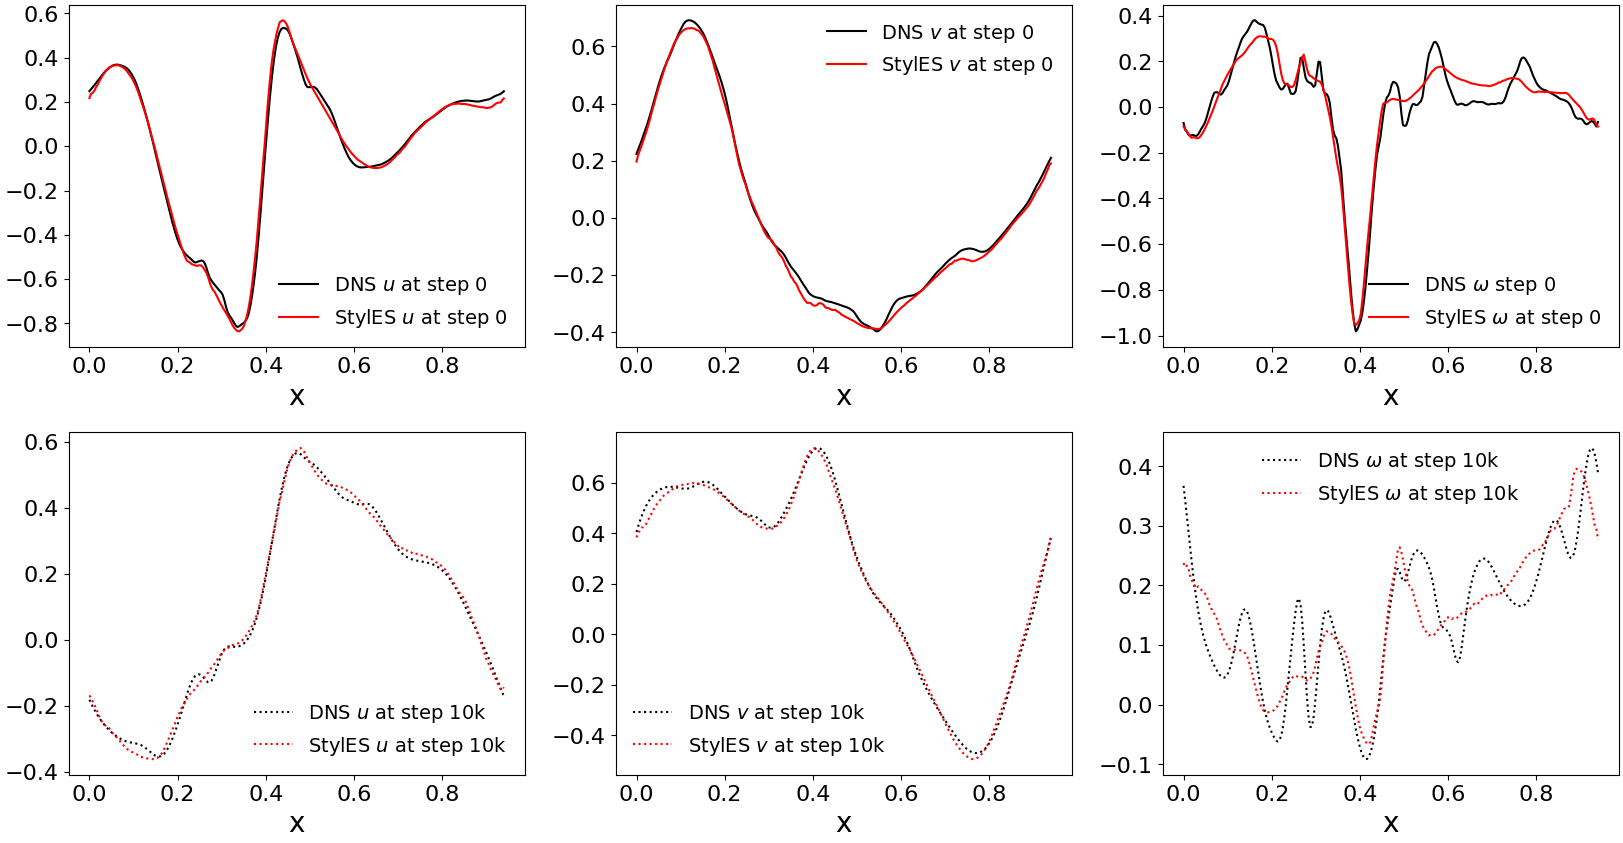 0.6
0.4
0.2
0.0
−0.2
−0.4
−0.6
−0.8
DNS u at step 0
StylES u at step 0
0.0 0.2 0.4 0.6 0.8
x
0.6
0.4
0.2
0.0
−0.2
−0.4
DNS v at step 0
StylES v at step 0
0.0 0.2 0.4 0.6 0.8
x
0.4
0.2
0.0
−0.2
−0.4
−0.6
−0.8
−1.0
DNS ω at step 0
StylES ω at step 0
0.0 0.2 0.4 0.6 0.8
x
0.6
0.4
0.2
0.0
−0.2
−0.4
DNS u at step 10k
StylES u at step 10k
0.0 0.2 0.4 0.6 0.8
x
0.6
0.4
0.2
0.0
−0.2
−0.4
DNS v at step 10k
StylES v at step 10k
0.0 0.2 0.4 0.6 0.8
x
0.4
0.3
0.2
0.1
0.0
−0.1
DNS ω at step 10k
StylES ω at step 10k
0.0 0.2 0.4 0.6 0.8
x